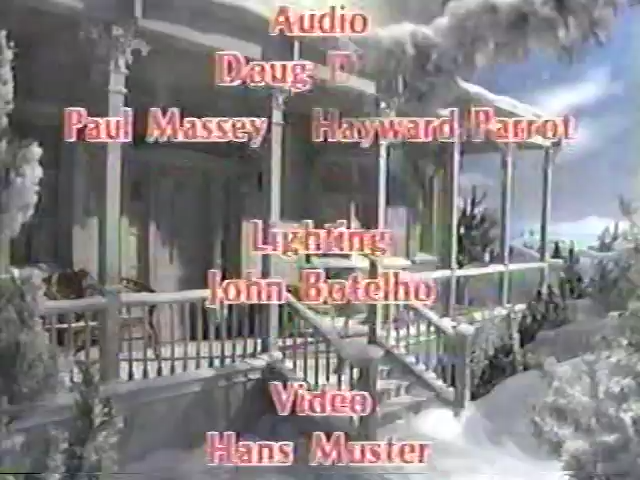 Audio
Doug
Paul Massey Hayward Parrot
Lighting
John Botelho
Video
Hans Muster